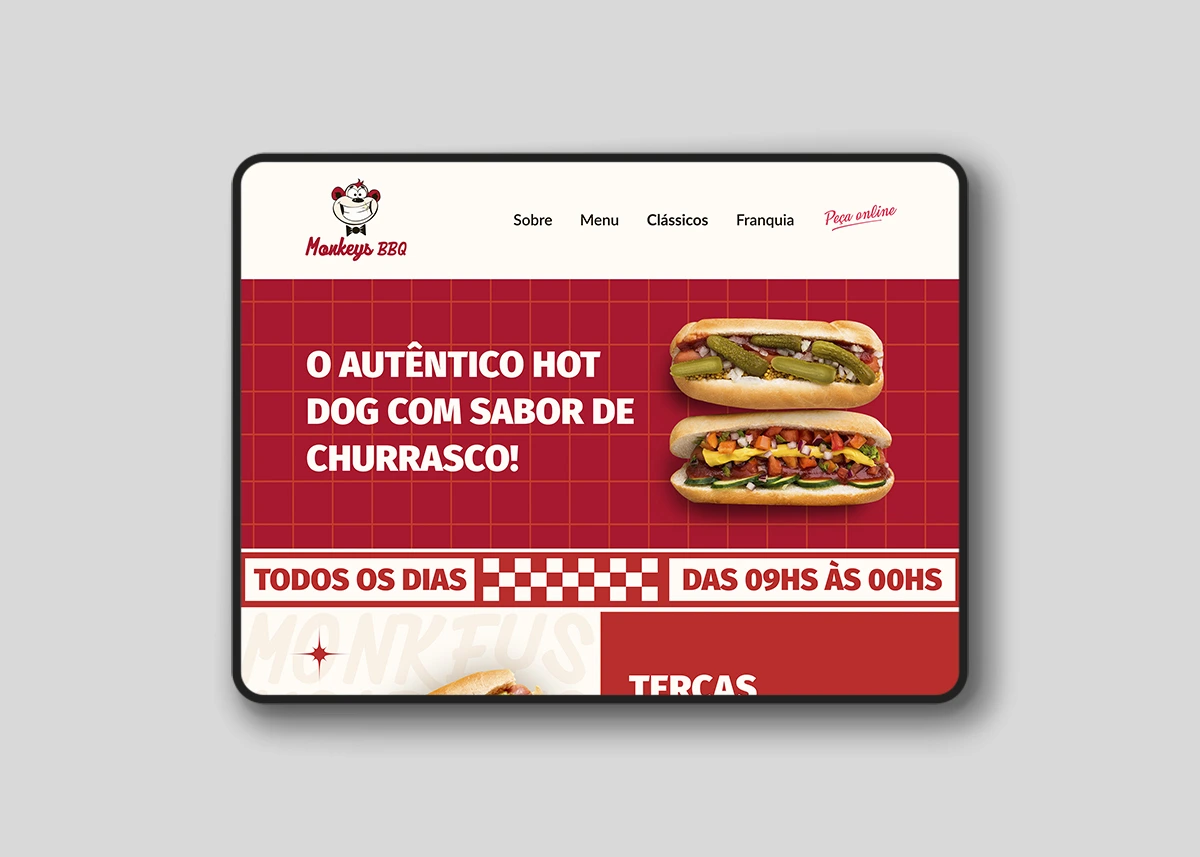 Monkeys BBQ
Sobre
Menu
Clássicos
Franquia
Peça online
O AUTÊNTICO HOT
DOG COM SABOR DE
CHURRASCO!
TODOS OS DIAS
DAS 09HS ÀS 00HS
MONKEYS
TERÇAS